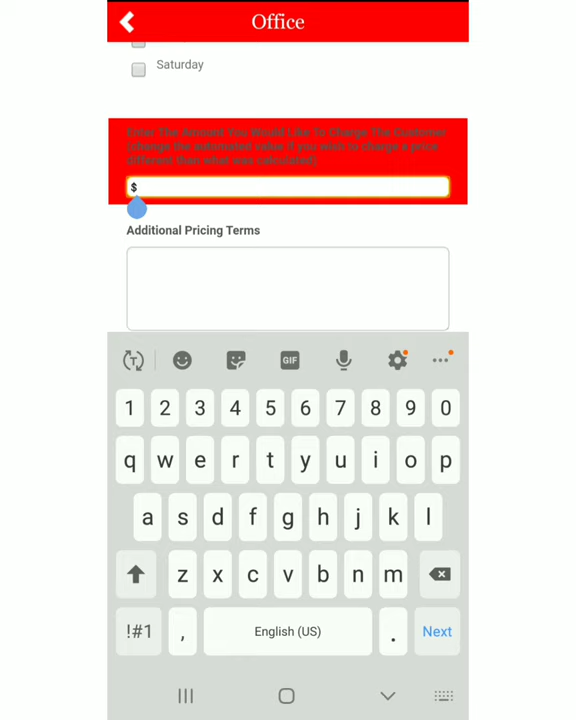 Office
Saturday
Enter The Amount You Would Like To Charge The Customer
(change the automated value if you wish to charge a price
different than what was calculated)
$
Additional Pricing Terms
T
GIF
1 2 3 4 5 6 7 8 9 0
q w e r t y u i o p
a s d f g h j k l
z x c v b n m
!#1 , English (US) . Next